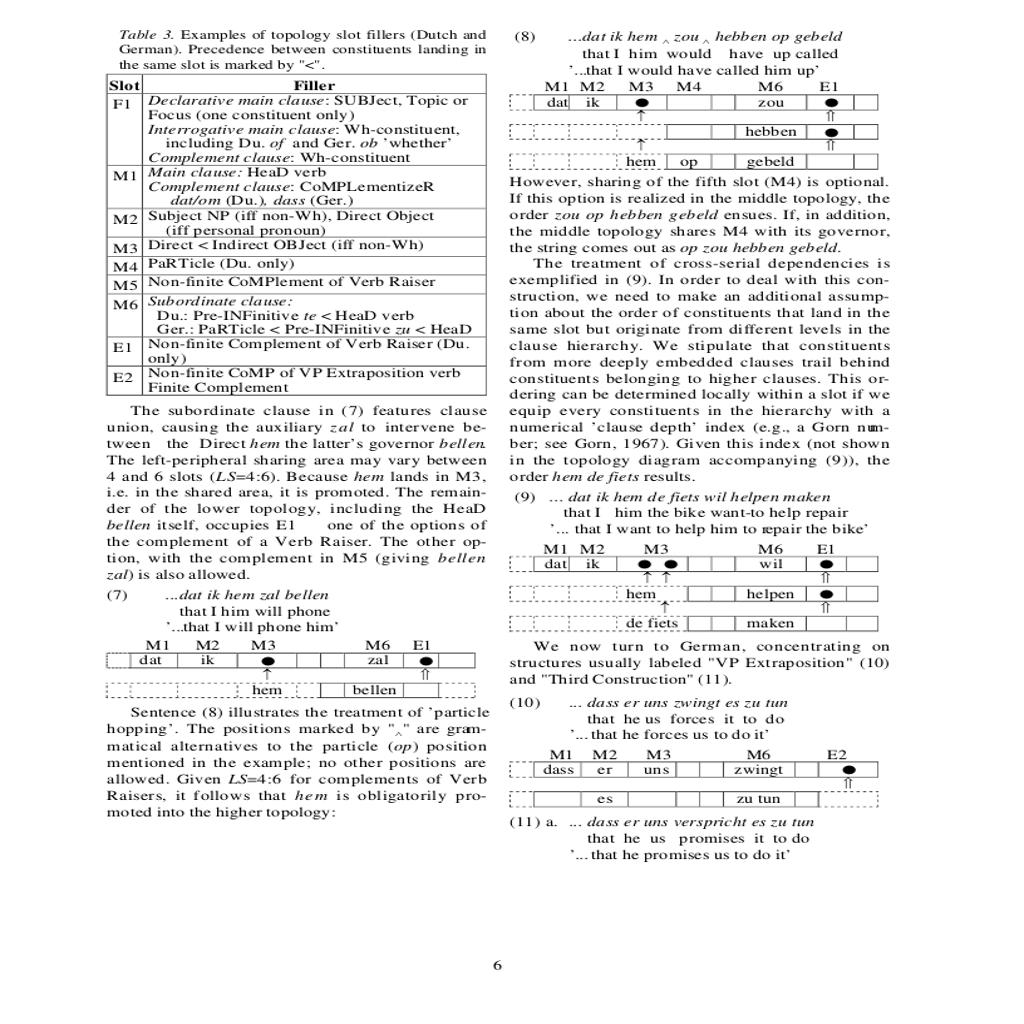 Table 3. Examples of topology slot fillers (Dutch and
German). Precedence between constituents landing in
the same slot is marked by "<".
Slot Filler
F1 Declarative main clause: SUBJect, Topic or
Focus (one constituent only)
Interrogative main clause: Wh-constituent,
including Du. of and Ger. ob 'whether'
Complement clause: Wh-constituent
M1 Main clause: HeaD verb
Complement clause: CoMPLementizeR
dat/om (Du.), dass (Ger.)
M2 Subject NP (iff non-Wh), Direct Object
(iff personal pronoun)
M3 Direct < Indirect OBJect (iff non-Wh)
M4 PaRTicle (Du. only)
M5 Non-finite CoMPlement of Verb Raiser
M6 Subordinate clause:
Du.: Pre-INFinitive te < HeaD verb
Ger.: PaRTicle < Pre-INFinitive zu < HeaD
E1 Non-finite Complement of Verb Raiser (Du.
only)
E2 Non-finite CoMP of VP Extraposition verb
Finite Complement
The subordinate clause in (7) features clause
union, causing the auxiliary zal to intervene be-
tween the Direct hem the latter's governor bellen.
The left-peripheral sharing area may vary between
4 and 6 slots (LS=4:6). Because hem lands in M3,
i.e. in the shared area, it is promoted. The remain-
der of the lower topology, including the HeaD
bellen itself, occupies E1 one of the options of
the complement of a Verb Raiser. The other op-
tion, with the complement in M5 (giving bellen
zal) is also allowed.
(7) ...dat ik hem zal bellen
that I him will phone
'...that I will phone him'
M1 M2 M3 M6 E1
dat ik ● zal ●
↑ ⇑
hem bellen
Sentence (8) illustrates the treatment of 'particle
hopping'. The positions marked by "^" are gram-
matical alternatives to the particle (op) position
mentioned in the example; no other positions are
allowed. Given LS=4:6 for complements of Verb
Raisers, it follows that hem is obligatorily pro-
moted into the higher topology:
(8) ...dat ik hem ^ zou ^ hebben op gebeld
that I him would have up called
'...that I would have called him up'
M1 M2 M3 M4 M6 E1
dat ik ● zou ●
↑ ⇑
hebben ●
↑ ⇑
hem op gebeld
However, sharing of the fifth slot (M4) is optional.
If this option is realized in the middle topology, the
order zou op hebben gebeld ensues. If, in addition,
the middle topology shares M4 with its governor,
the string comes out as op zou hebben gebeld.
The treatment of cross-serial dependencies is
exemplified in (9). In order to deal with this con-
struction, we need to make an additional assump-
tion about the order of constituents that land in the
same slot but originate from different levels in the
clause hierarchy. We stipulate that constituents
from more deeply embedded clauses trail behind
constituents belonging to higher clauses. This or-
dering can be determined locally within a slot if we
equip every constituents in the hierarchy with a
numerical 'clause depth' index (e.g., a Gorn num-
ber; see Gorn, 1967). Given this index (not shown
in the topology diagram accompanying (9)), the
order hem de fiets results.
(9) ... dat ik hem de fiets wil helpen maken
that I him the bike want-to help repair
'... that I want to help him to repair the bike'
M1 M2 M3 M6 E1
dat ik ● ● wil ●
↑ ↑ ⇑
hem helpen ●
↑ ⇑
de fiets maken
We now turn to German, concentrating on
structures usually labeled "VP Extraposition" (10)
and "Third Construction" (11).
(10) ... dass er uns zwingt es zu tun
that he us forces it to do
'... that he forces us to do it'
M1 M2 M3 M6 E2
dass er uns zwingt ●
⇑
es zu tun
(11) a. ... dass er uns verspricht es zu tun
that he us promises it to do
'... that he promises us to do it'
6